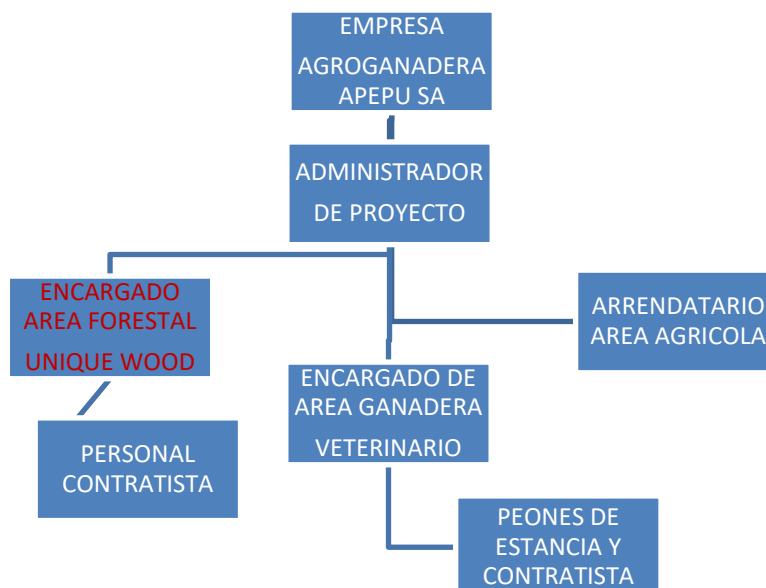 EMPRESA
AGROGANADERA
APEPU SA
ADMINISTRADOR
DE PROYECTO
ENCARGADO
AREA FORESTAL
UNIQUE WOOD
ARRENDATARIO
AREA AGRICOLA
ENCARGADO DE
AREA GANADERA
VETERINARIO
PERSONAL
CONTRATISTA
PEONES DE
ESTANCIA Y
CONTRATISTA